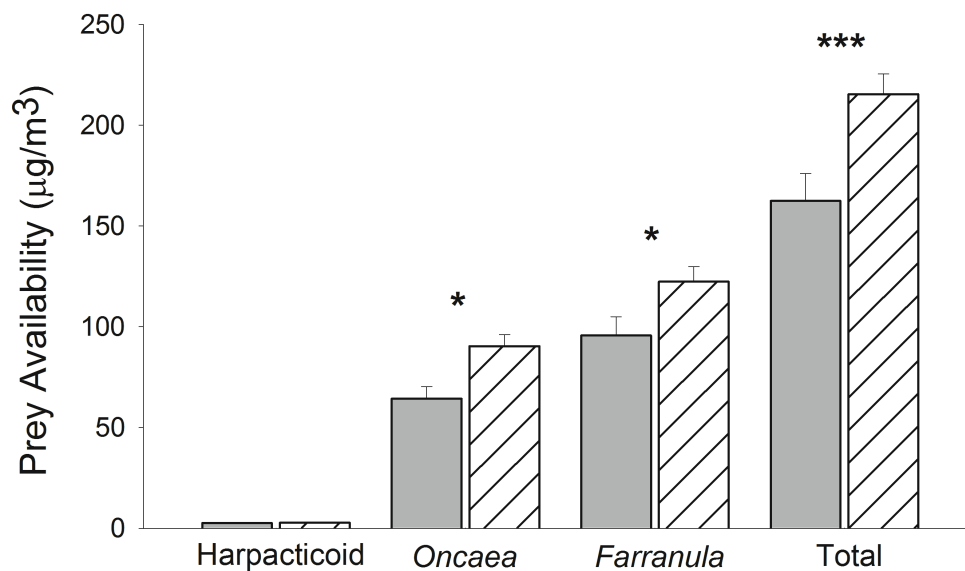 Prey Availability (μg/m3)
250
200
150
100
50
0
*
*
***
Harpacticoid
Oncaea
Farranula
Total